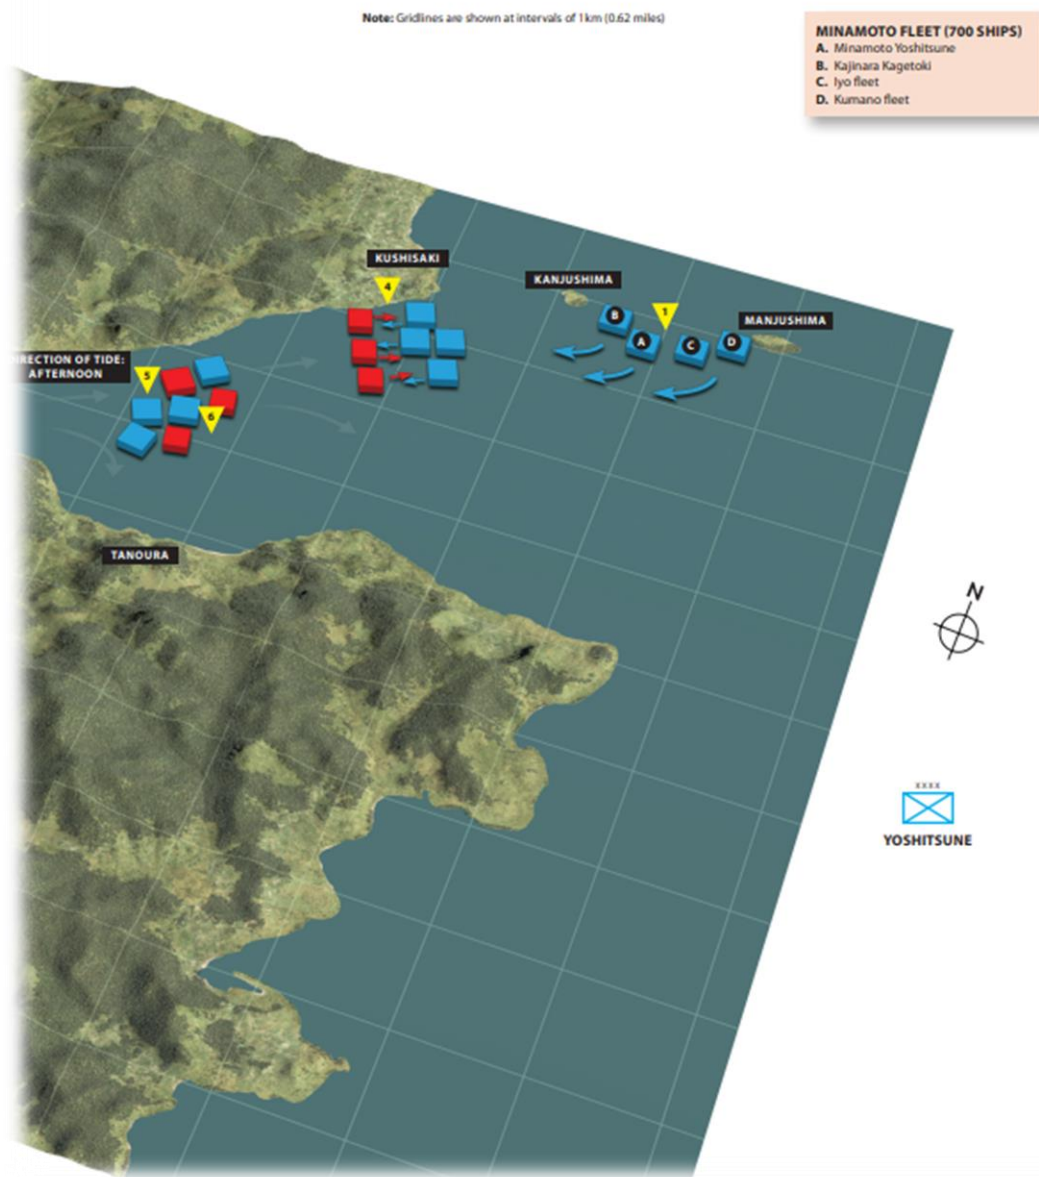 Note: Gridlines are shown at intervals of 1km (0.62 miles)
MINAMOTO FLEET (700 SHIPS)
A. Minamoto Yoshitsune
B. Kajinara Kagetoki
C. Iyo fleet
D. Kumano fleet
KUSHISAKI
4
KANJUSHIMA
B
1
A
C
D
MANJUSHIMA
DIRECTION OF TIDE:
AFTERNOON
5
6
TANOURA
N
XXXX
YOSHITSUNE